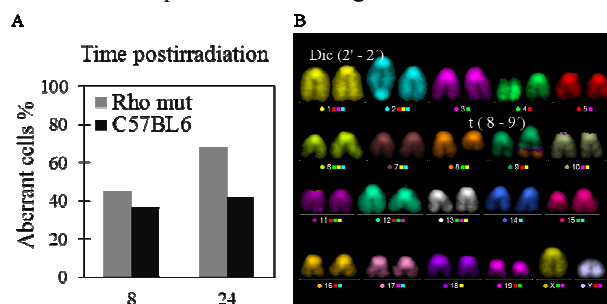 A
B
Time postirradiation
Aberrant cells %
100
80
60
40
20
0
Rho mut
C57BL6
8 24
Dic (2' - 2')
1 2 3 4 5
t (8 - 9')
6 7 8 9 10
11 12 13 14 15
16 17 18 19 X Y